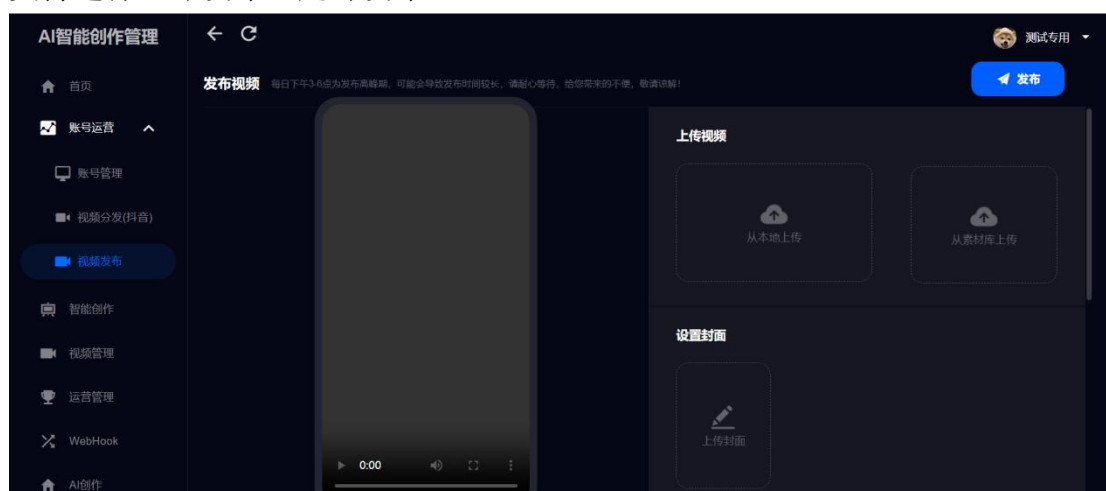 AI智能创作管理
测试专用
首页
发布视频 每日下午3-6点为发布高峰期，可能会导致发布时间较长，请耐心等待，给您带来的不便，敬请谅解！
发布
账号运营
上传视频
账号管理
视频分发(抖音)
从本地上传
从素材库上传
视频发布
智能创作
设置封面
视频管理
运营管理
WebHook
上传封面
0:00
AI创作